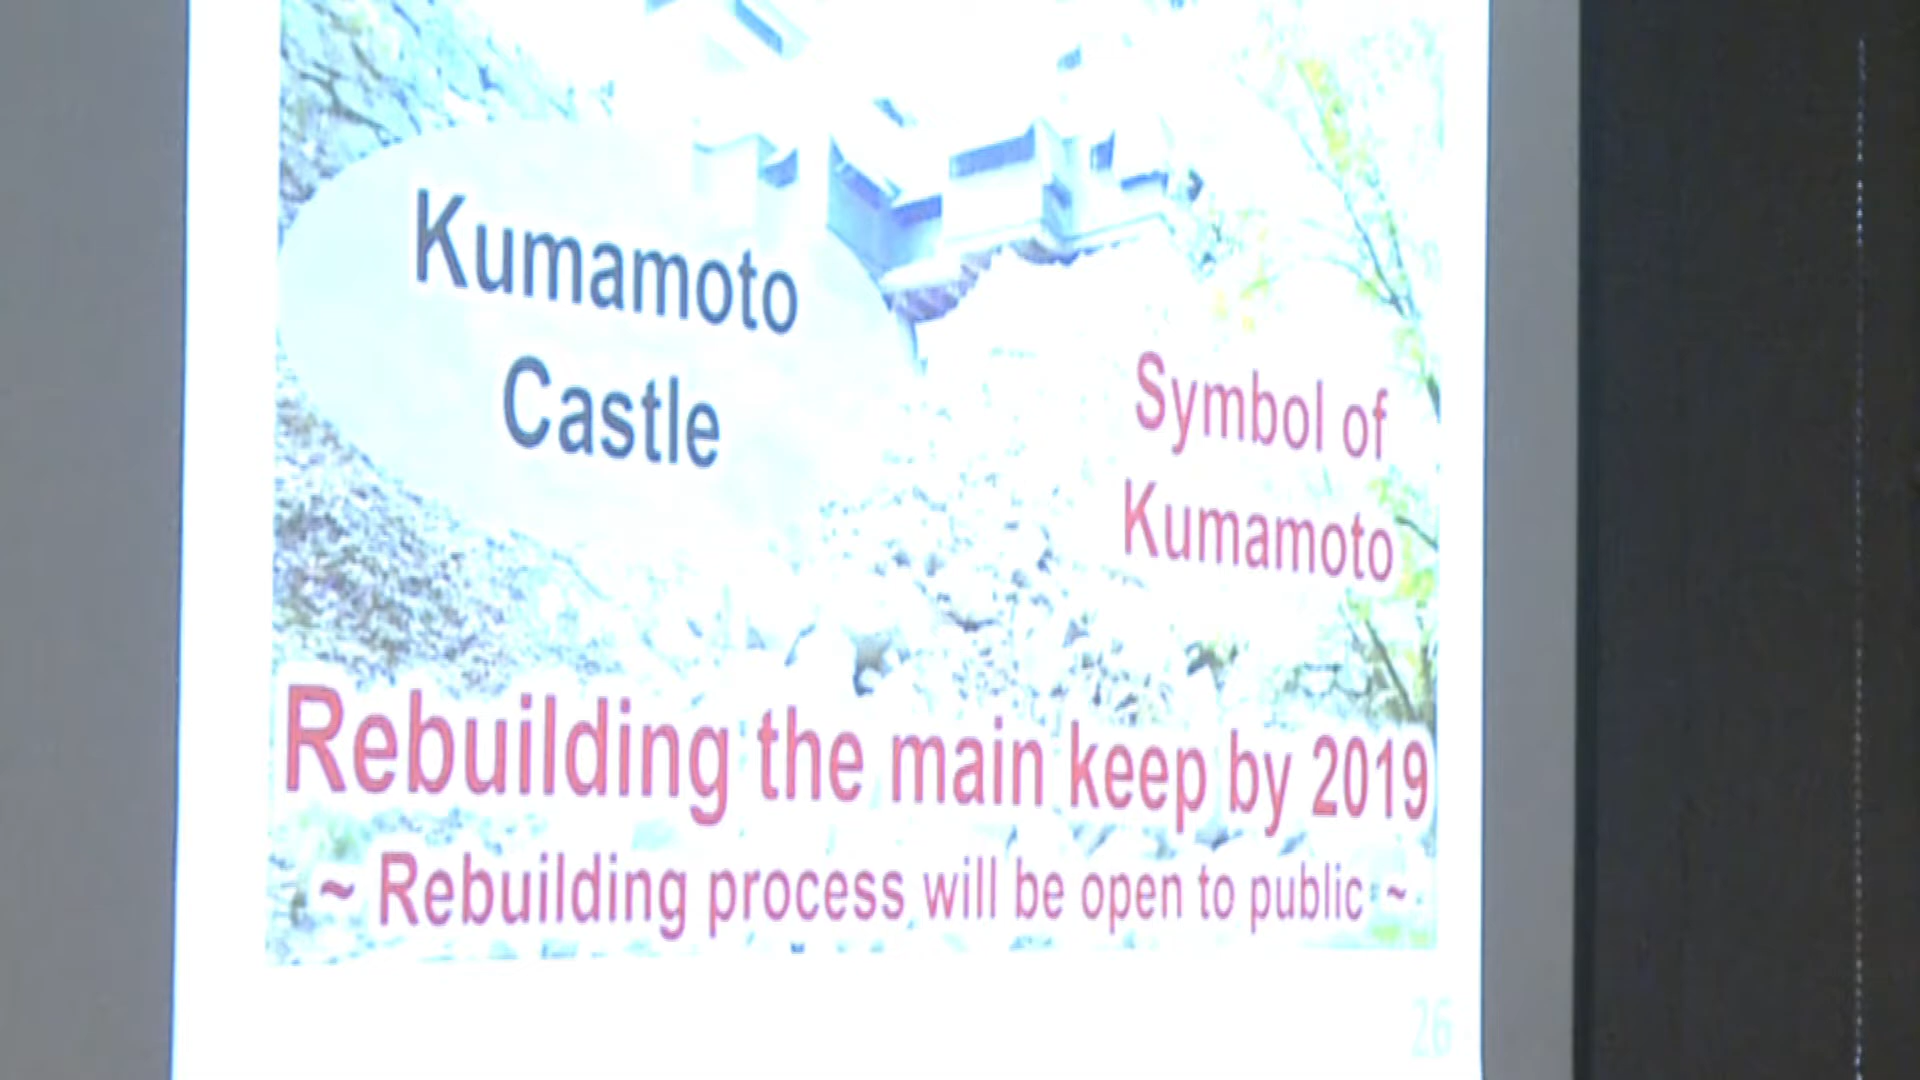 Kumamoto
Castle
Symbol of
Kumamoto
Rebuilding the main keep by 2019
~ Rebuilding process will be open to public ~
26